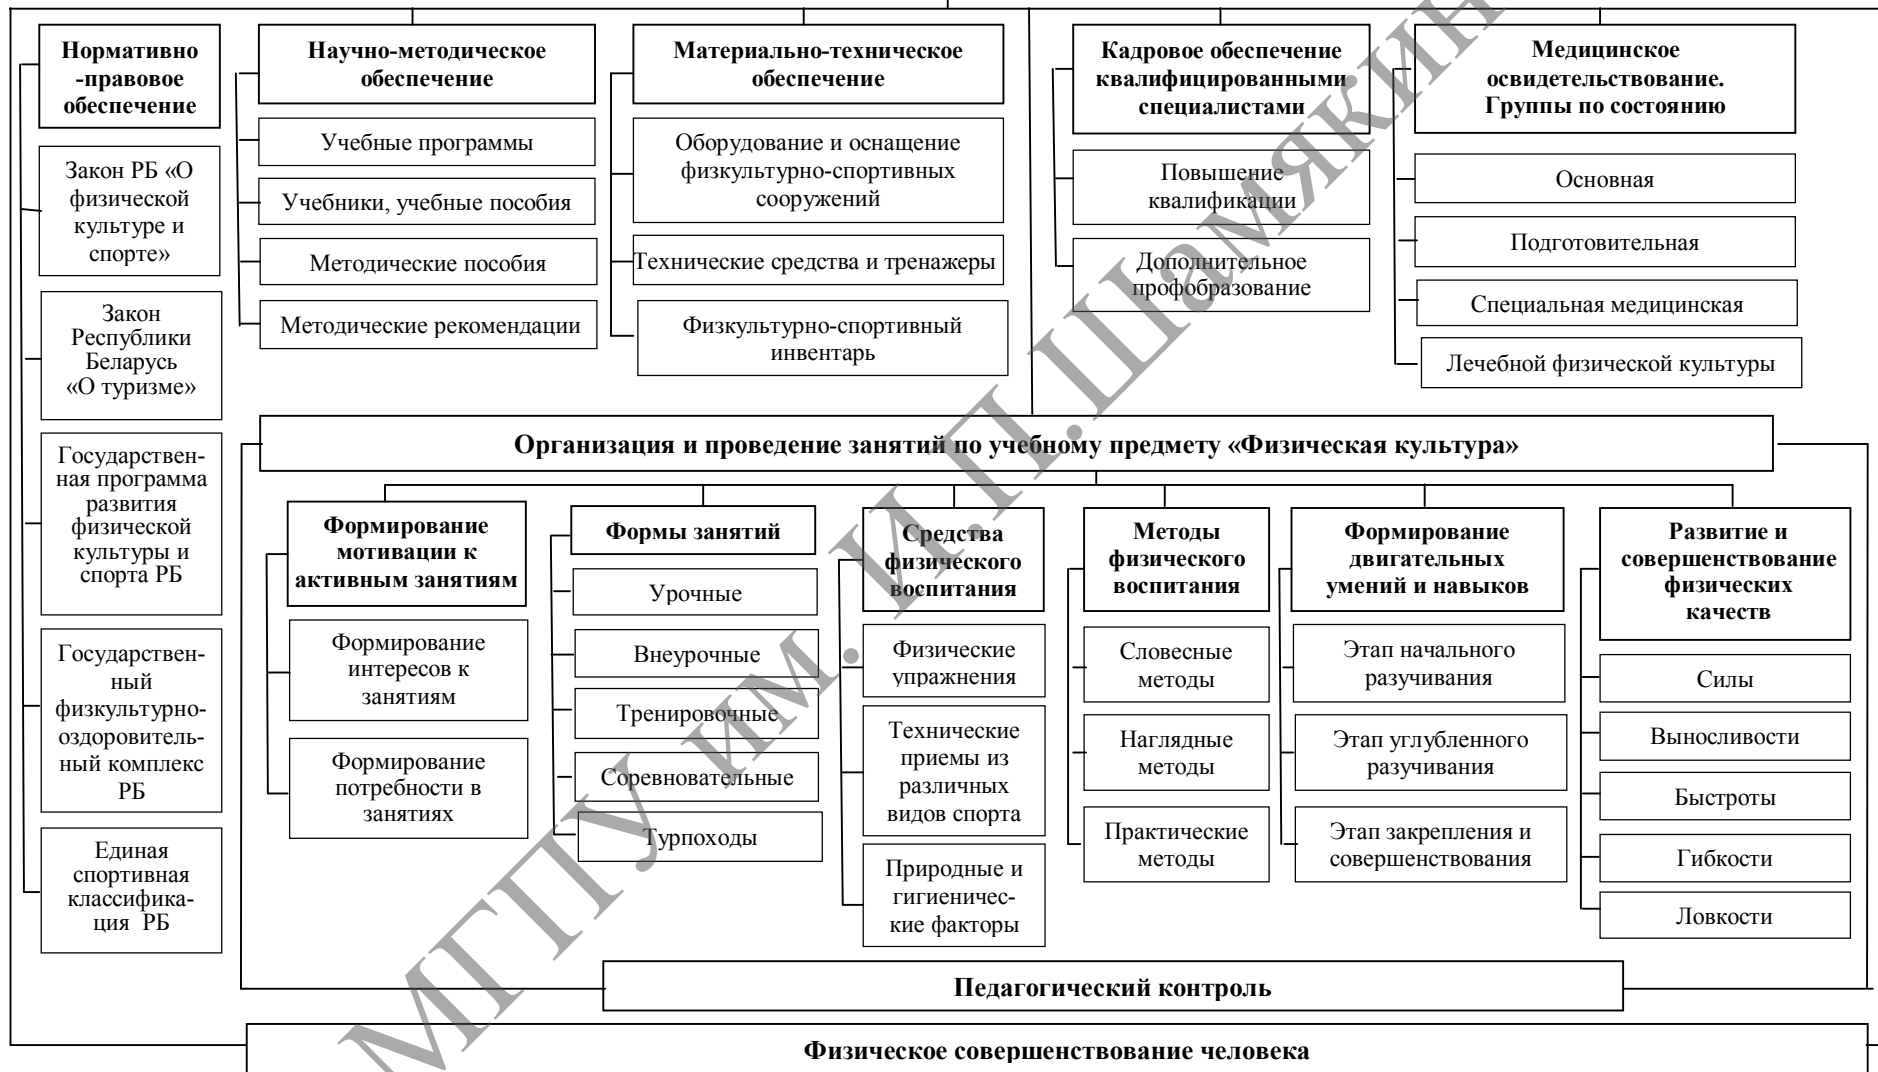 Нормативно
-правовое
обеспечение
Закон РБ «О
физической
культуре и
спорте»
Закон
Республики
Беларусь
«О туризме»
Государствен-
ная программа
развития
физической
культуры и
спорта РБ
Государствен-
ный
физкультурно-
оздоровитель-
ный комплекс
РБ
Единая
спортивная
классифика-
ция РБ
Научно-методическое
обеспечение
Учебные программы
Учебники, учебные пособия
Методические пособия
Методические рекомендации
Материально-техническое
обеспечение
Оборудование и оснащение
физкультурно-спортивных
сооружений
Технические средства и тренажеры
Физкультурно-спортивный
инвентарь
Кадровое обеспечение
квалифицированными
специалистами
Повышение
квалификации
Дополнительное
профобразование
Медицинское
освидетельствование.
Группы по состоянию
Основная
Подготовительная
Специальная медицинская
Лечебной физической культуры
Организация и проведение занятий по учебному предмету «Физическая культура»
Формирование
мотивации к
активным занятиям
Формирование
интересов к
занятиям
Формирование
потребности в
занятиях
Формы занятий
Урочные
Внеурочные
Тренировочные
Соревновательные
Турпоходы
Средства
физического
воспитания
Физические
упражнения
Технические
приемы из
различных
видов спорта
Природные и
гигиеничес-
кие факторы
Методы
физического
воспитания
Словесные
методы
Наглядные
методы
Практические
методы
Формирование
двигательных
умений и навыков
Этап начального
разучивания
Этап углубленного
разучивания
Этап закрепления и
совершенствования
Развитие и
совершенствование
физических
качеств
Силы
Выносливости
Быстроты
Гибкости
Ловкости
Педагогический контроль
Физическое совершенствование человека
МГПУ им. И.П.Шамякин